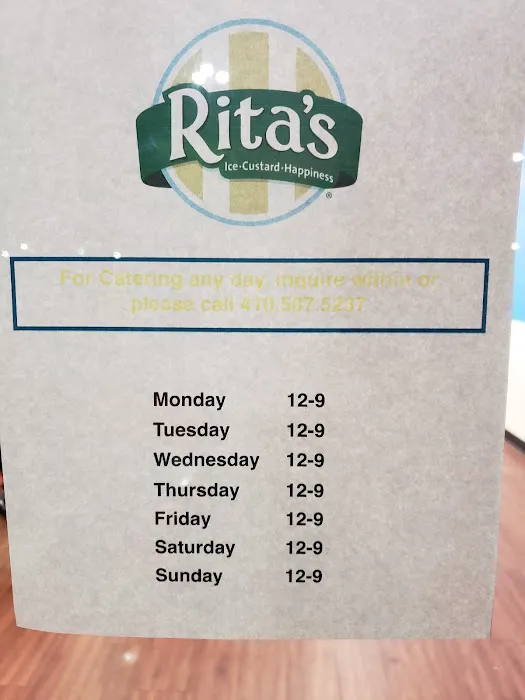 Rita's
Ice·Custard·Happiness
®
For Catering any day, inquire within or
please call 410.507.5237
Monday 12-9
Tuesday 12-9
Wednesday 12-9
Thursday 12-9
Friday 12-9
Saturday 12-9
Sunday 12-9